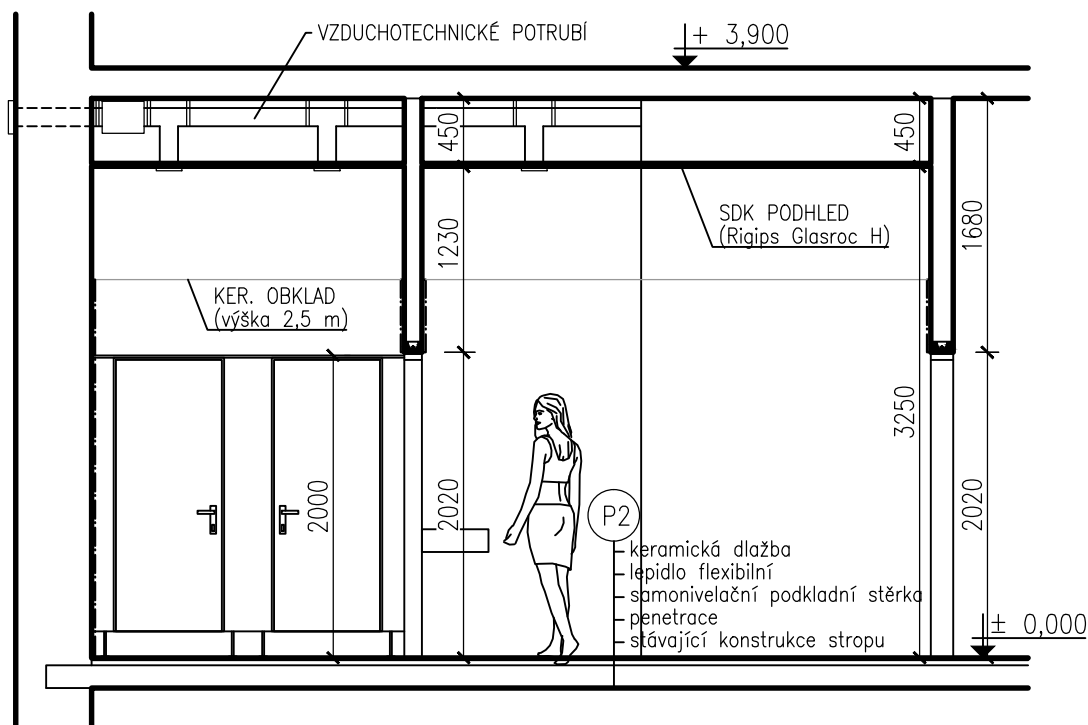 VZDUCHOTECHNICKÉ POTRUBÍ
+ 3,900
450
450
1230
SDK PODHLED
(Rigips Glasroc H)
1680
KER. OBKLAD
(výška 2,5 m)
2000
2020
3250
2020
P2
keramická dlažba
lepidlo flexibilní
samonivelační podkladní stěrka
penetrace
stávající konstrukce stropu
± 0,000